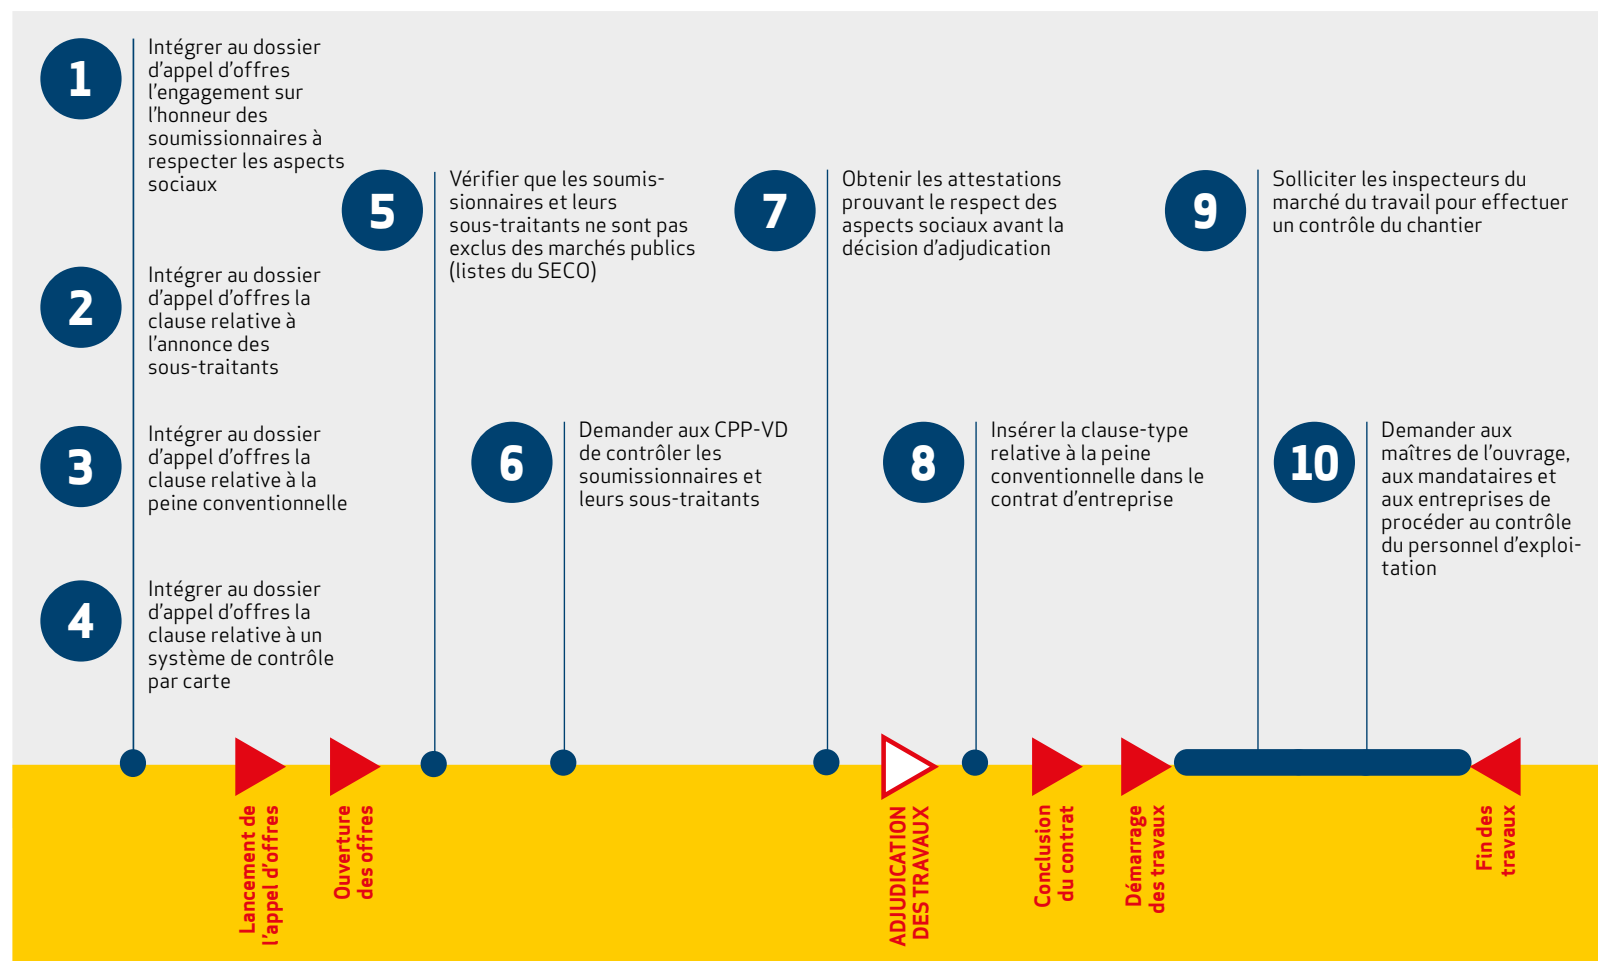 1
Intégrer au dossier
d’appel d’offres
l’engagement sur
l’honneur des
soumissionnaires à
respecter les aspects
sociaux
2
Intégrer au dossier
d’appel d’offres la
clause relative à
l’annonce des
sous-traitants
3
Intégrer au dossier
d’appel d’offres la
clause relative à la
peine conventionnelle
4
Intégrer au dossier
d’appel d’offres la
clause relative à un
système de contrôle
par carte
5
Vérifier que les soumis-
sionnaires et leurs
sous-traitants ne sont pas
exclus des marchés publics
(listes du SECO)
6
Demander aux CPP-VD
de contrôler les
soumissionnaires et
leurs sous-traitants
7
Obtenir les attestations
prouvant le respect des
aspects sociaux avant la
décision d’adjudication
8
Insérer la clause-type
relative à la peine
conventionnelle dans le
contrat d’entreprise
9
Solliciter les inspecteurs du
marché du travail pour effectuer
un contrôle du chantier
10
Demander aux
maîtres de l’ouvrage,
aux mandataires et
aux entreprises de
procéder au contrôle
du personnel d’exploi-
tation
Lancement de
l’appel d’offres
Ouverture
des offres
ADJUDICATION
DES TRAVAUX
Conclusion
du contrat
Démarrage
des travaux
Fin des
travaux